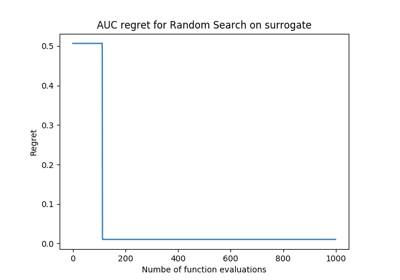 AUC regret for Random Search on surrogate
0.5
0.4
0.3
0.2
0.1
0.0
Regret
0 200 400 600 800 1000
Numbe of function evaluations